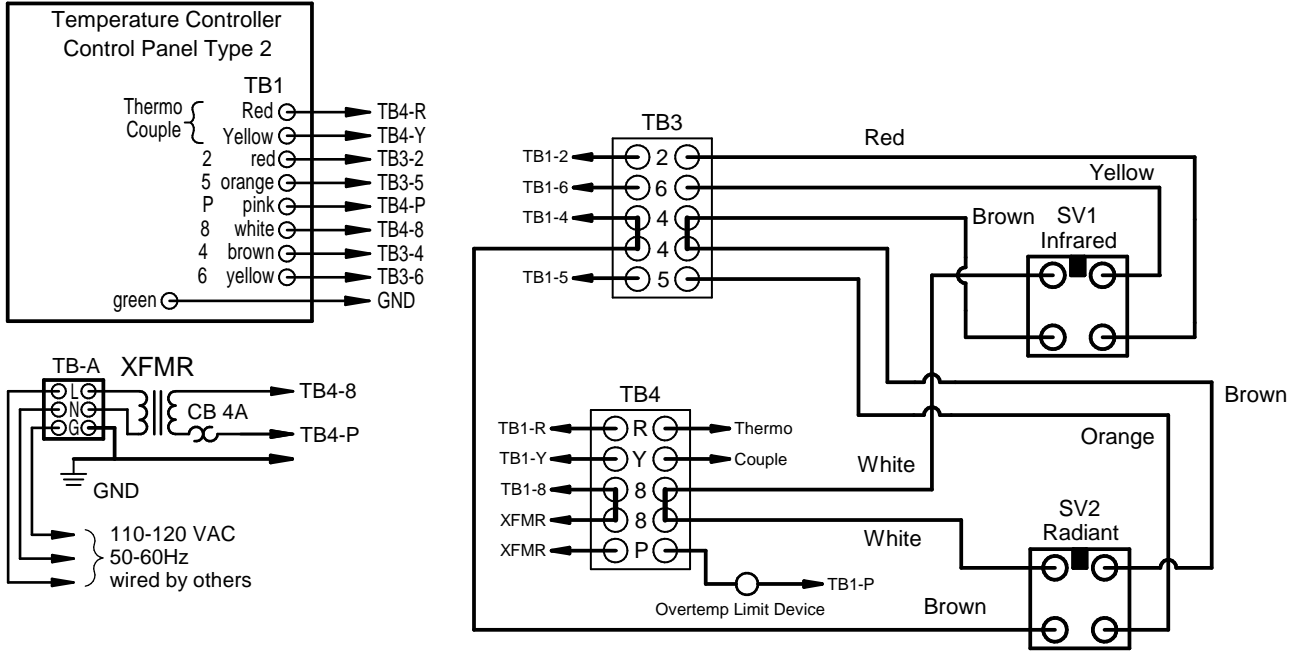 Temperature Controller
Control Panel Type 2
TB1
Thermo
Couple
Red TB4-R
Yellow TB4-Y
2 red TB3-2
5 orange TB3-5
P pink TB4-P
8 white TB4-8
4 brown TB3-4
6 yellow TB3-6
green GND
TB-A XFMR
L
N
G
TB4-8
CB 4A
TB4-P
GND
110-120 VAC
50-60Hz
wired by others
TB3
TB1-2 2
TB1-6 6
TB1-4 4
4
TB1-5 5
Red
Yellow
Brown
SV1
Infrared
Brown
Orange
TB4
TB1-R R Thermo
TB1-Y Y Couple
TB1-8 8
XFMR 8
XFMR P
TB1-P
Overtemp Limit Device
White
White
Brown
SV2
Radiant